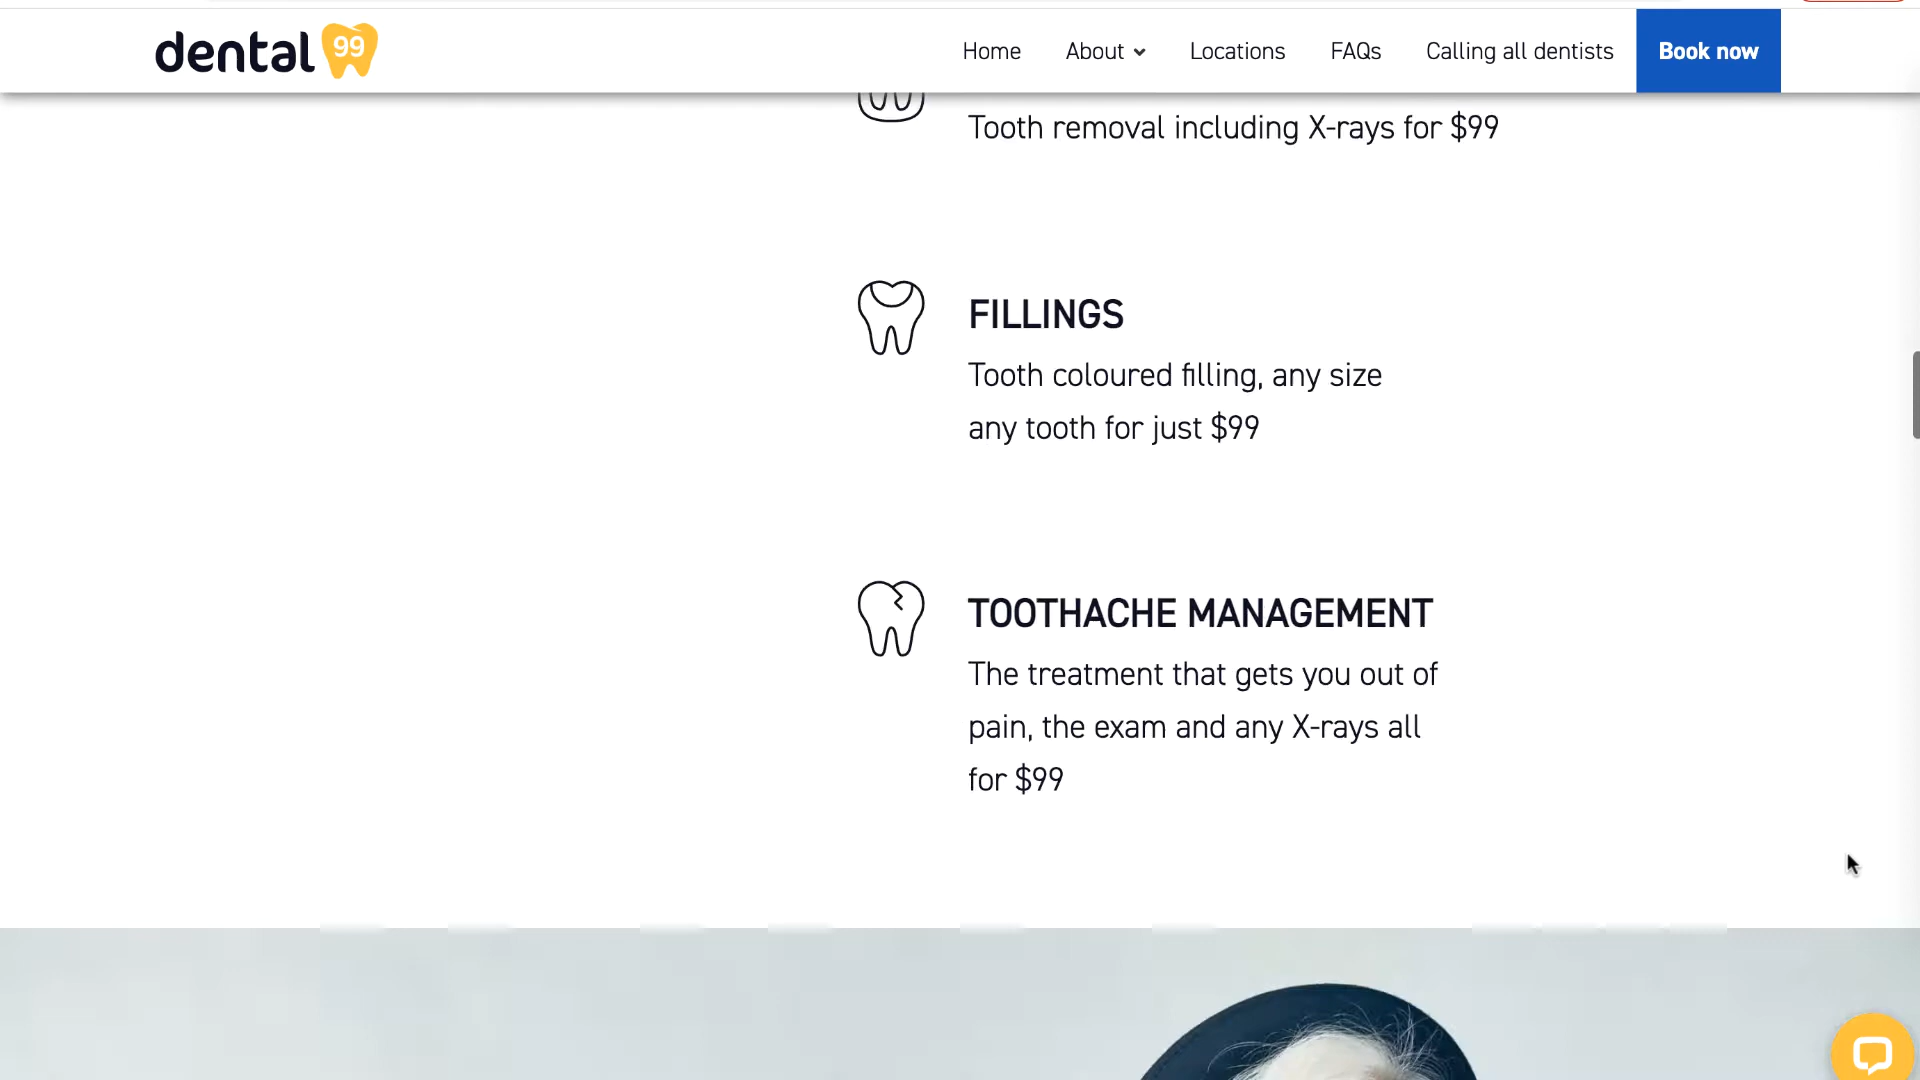 dental 99
Home About Locations FAQs Calling all dentists Book now
Tooth removal including X-rays for $99
FILLINGS
Tooth coloured filling, any size
any tooth for just $99
TOOTHACHE MANAGEMENT
The treatment that gets you out of
pain, the exam and any X-rays all
for $99